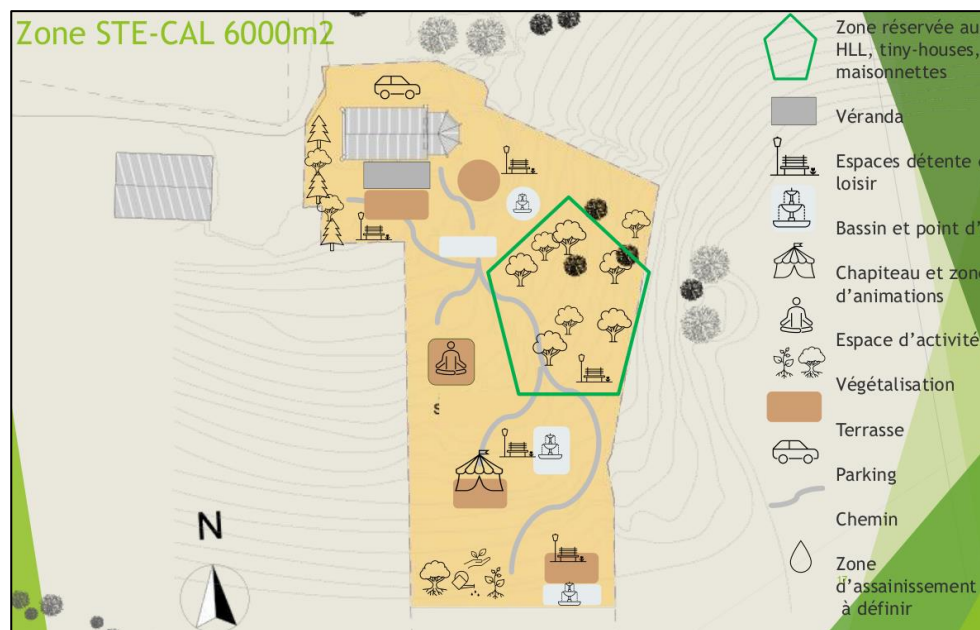 Zone STE-CAL 6000m2
Zone réservée au
HLL, tiny-houses,
maisonnettes
Véranda
Espaces détente
loisir
Bassin et point d'
Chapiteau et zone
d'animations
Espace d'activité
Végétalisation
Terrasse
Parking
Chemin
Zone
d'assainissement
à définir
N